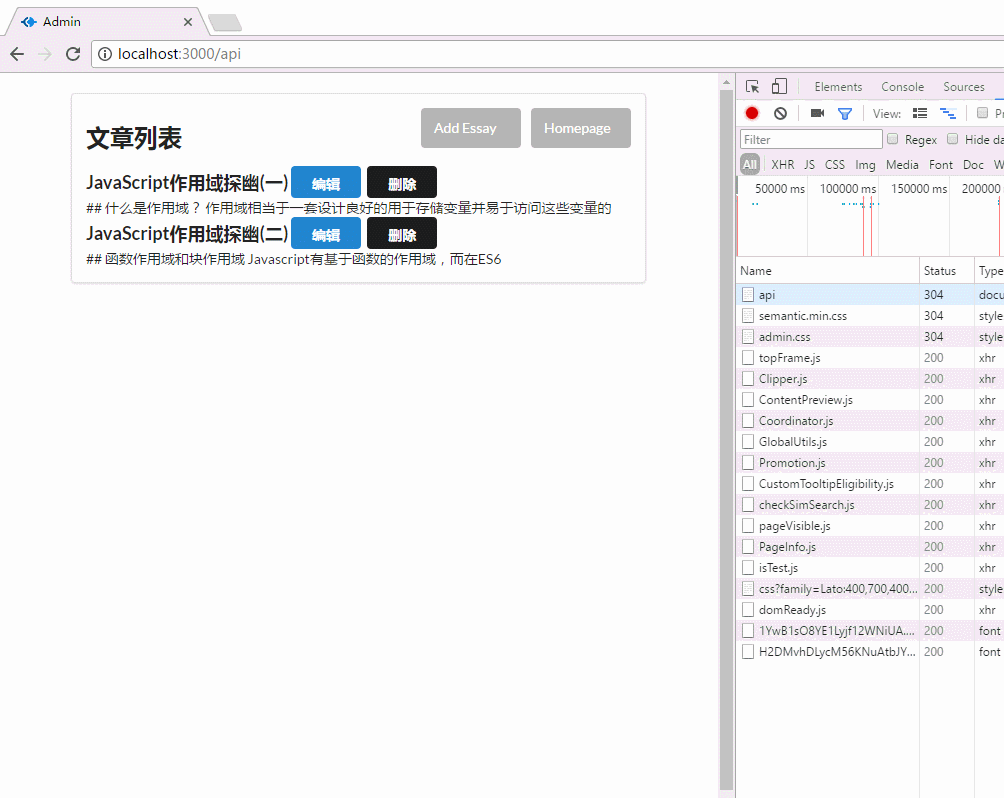 Admin
localhost:3000/api
文章列表
Add Essay
Homepage
JavaScript作用域探幽(一) 编辑 删除
## 什么是作用域？ 作用域相当于一套设计良好的用于存储变量并易于访问这些变量的
JavaScript作用域探幽(二) 编辑 删除
## 函数作用域和块作用域 Javascript有基于函数的作用域，而在ES6
Elements Console Sources
View:
Filter Regex Hide da
All XHR JS CSS Img Media Font Doc W
50000 ms 100000 ms 150000 ms 200000
Name Status Type
api 304 docu
semantic.min.css 304 style
admin.css 304 style
topFrame.js 200 xhr
Clipper.js 200 xhr
ContentPreview.js 200 xhr
Coordinator.js 200 xhr
GlobalUtils.js 200 xhr
Promotion.js 200 xhr
CustomTooltipEligibility.js 200 xhr
checkSimSearch.js 200 xhr
pageVisible.js 200 xhr
PageInfo.js 200 xhr
isTest.js 200 xhr
css?family=Lato:400,700,400... 200 style
domReady.js 200 xhr
1YwB1sO8YE1Lyjf12WNiUA.... 200 font
H2DMvhDLycM56KNuAtbJY... 200 font